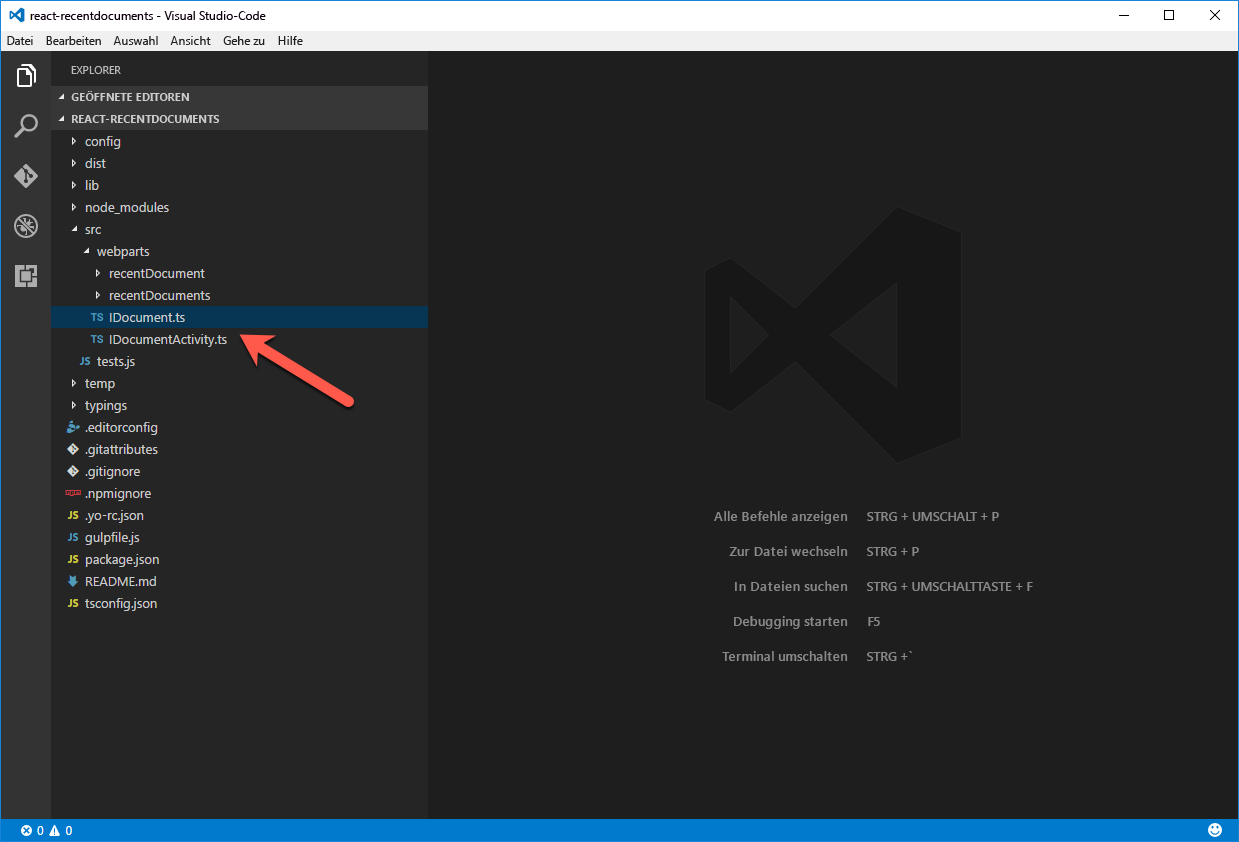 react-recentdocuments - Visual Studio-Code
Datei Bearbeiten Auswahl Ansicht Gehe zu Hilfe
EXPLORER
GEÖFFNETE EDITOREN
REACT-RECENTDOCUMENTS
config
dist
lib
node_modules
src
webparts
recentDocument
recentDocuments
TS IDocument.ts
TS IDocumentActivity.ts
JS tests.js
temp
typings
.editorconfig
.gitattributes
.gitignore
npm .npmignore
JS .yo-rc.json
JS gulpfile.js
JS package.json
README.md
JS tsconfig.json
Alle Befehle anzeigen STRG + UMSCHALT + P
Zur Datei wechseln STRG + P
In Dateien suchen STRG + UMSCHALTTASTE + F
Debugging starten F5
Terminal umschalten STRG +`
0 0